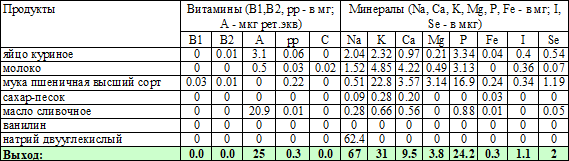 Продукты Витамины (B1,B2, pp - в мг; A - мкг рет.экв) Минералы (Na, Ca, K, Mg, P, Fe - в мг; I, Se - в мкг)
B1 B2 A pp C Na K Ca Mg P Fe I Se
яйцо куриное 0 0.01 3.1 0.06 0 2.04 2.32 0.97 0.21 3.34 0.04 0.4 0.54
молоко 0 0 0.5 0.03 0.02 1.52 4.85 4.22 0.49 3.13 0 0.36 0.07
мука пшеничная высший сорт 0.03 0.01 0 0.22 0 0.51 22.8 3.57 3.14 16.9 0.24 0.34 1.19
сахар-песок 0 0 0 0 0 0.09 0.28 0.20 0 0 0.03 0 0
масло сливочное 0 0 20.9 0.01 0 0.28 0.66 0.56 0 0.88 0.01 0 0.05
ванилин 0 0 0 0 0 0 0 0 0 0 0 0 0
натрий двууглекислый 0 0 0 0 0 62.4 0 0 0 0 0 0 0
Выход: 0.0 0.0 25 0.3 0.0 67 31 9.5 3.8 24.2 0.3 1.1 2